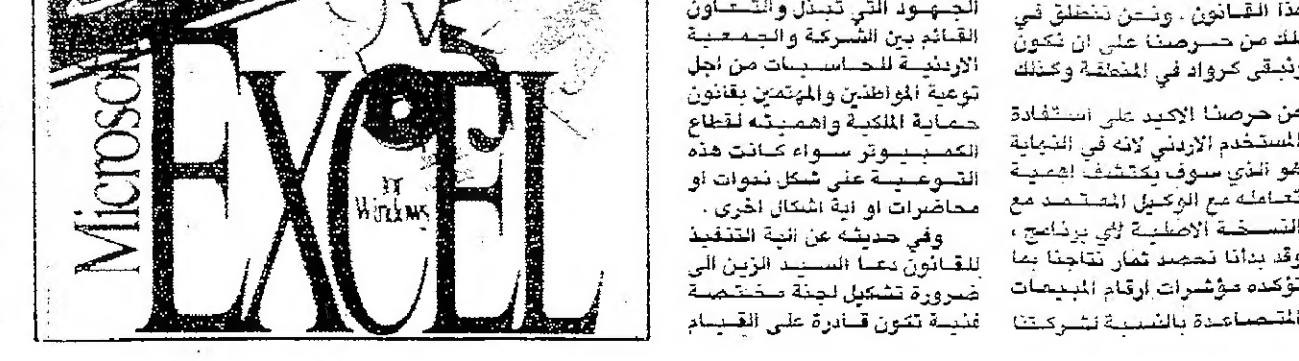 هذا القانون . ونحن ننطلق في
ذلك من حرصنا على ان نكون
ونبقى كرواد في المنطقة وكذلك
من حرصنا الاكيد على استفادة
المستخدم الاردني لانه في النهاية
هو الذي سوف يكتشف اهمية
تعامله مع الوكيل المعتمد مع
النسخة الاصلية لاي برنامج ،
وقد بدأنا نحصد ثمار نتاجنا بما
تؤكده مؤشرات ارقام المبيعات
المتصاعدة بالنسبة لشركتنا
الجهود التي تبذل والتعاون
القائم بين الشركة والجمعية
الاردنية للحاسبات من اجل
توعية المواطنين والمهتمين بقانون
حماية الملكية واهميته لقطاع
الكمبيوتر سواء كانت هذه
التوعية على شكل ندوات او
محاضرات او اية اشكال اخرى .
وفي حديثه عن الية التنفيذ
للقانون دعا السيد الزين الى
ضرورة تشكيل لجنة مختصة
فنية تكون قادرة على القيام
Microsoft
EXCEL
Windows